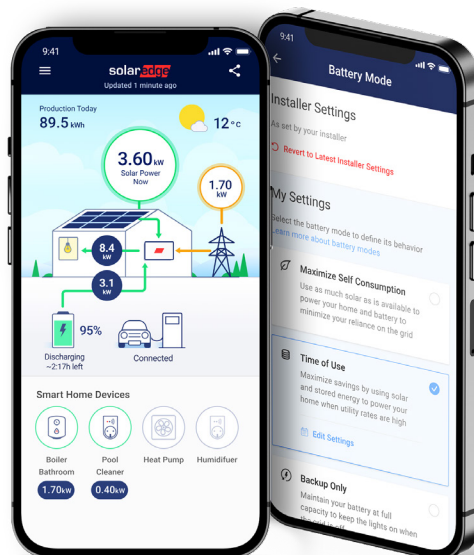 9:41
solaredge
Updated 1 minute ago
Production Today
89.5 kWh
12°c
3.60 kW
Solar Power
Now
1.70
kW
8.4
kW
3.1
kW
95%
Discharging
~2:17h left
Connected
Smart Home Devices
Boiler
Bathroom
Pool
Cleaner
Heat Pump
Humidifuer
1.70kw
0.40kw
9:41
Battery Mode
Installer Settings
As set by your installer
Revert to Latest Installer Settings
My Settings
Select the battery mode to define its behavior
Learn more about battery modes
Maximize Self Consumption
Use as much solar as is available to
power your home and battery to
minimize your reliance on the grid
Time of Use
Maximize savings by using solar
and stored energy to power your
home when utility rates are high
Edit Settings
Backup Only
Maintain your battery at full
capacity to keep the lights on when
the grid is off